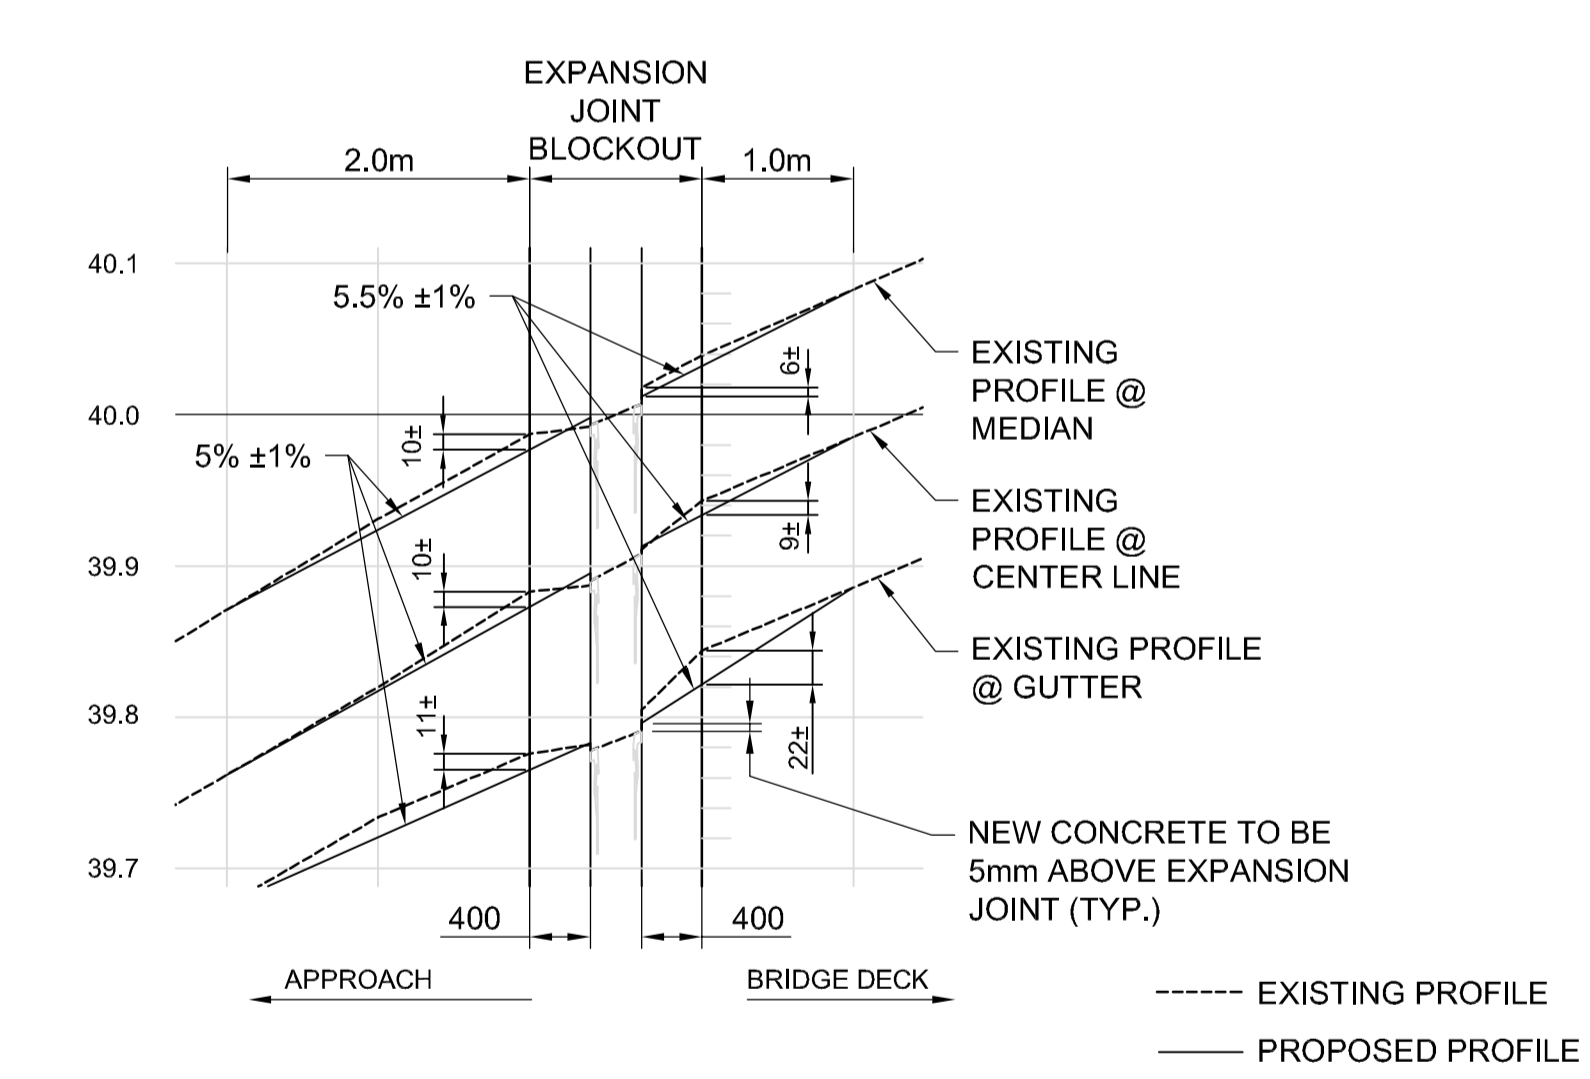 EXPANSION
JOINT
BLOCKOUT
2.0m
1.0m
40.1
5.5% ±1%
EXISTING
PROFILE @
MEDIAN
6±
40.0
10±
5% ±1%
EXISTING
PROFILE @
CENTER LINE
9±
10±
39.9
EXISTING PROFILE
@ GUTTER
39.8
11±
22±
NEW CONCRETE TO BE
5mm ABOVE EXPANSION
JOINT (TYP.)
39.7
400
400
APPROACH
BRIDGE DECK
EXISTING PROFILE
PROPOSED PROFILE